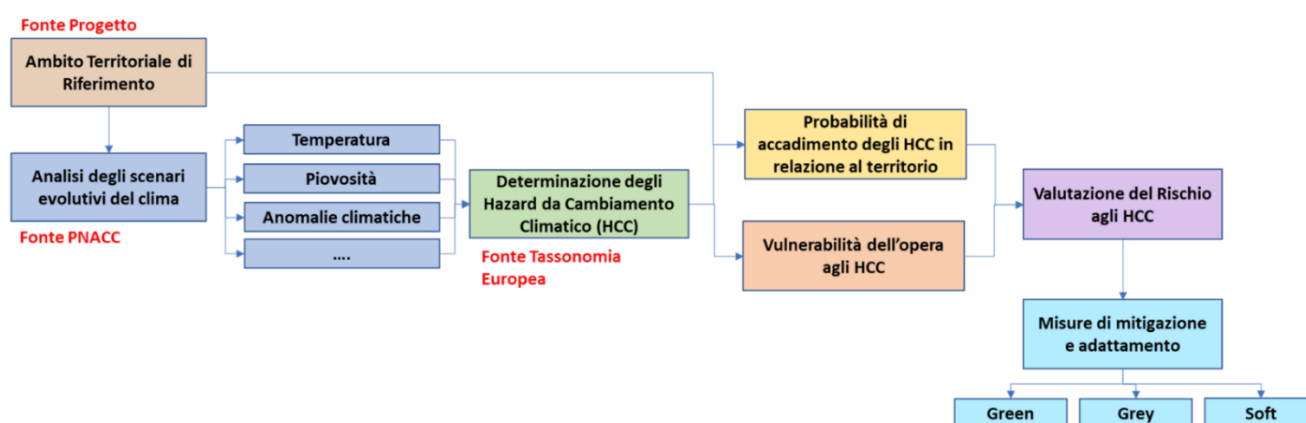 Fonte Progetto
Ambito Territoriale di
Riferimento
Analisi degli scenari
evolutivi del clima
Fonte PNACC
Temperatura
Piovosità
Anomalie climatiche
....
Determinazione degli
Hazard da Cambiamento
Climatico (HCC)
Fonte Tassonomia
Europea
Probabilità di
accadimento degli HCC in
relazione al territorio
Vulnerabilità dell'opera
agli HCC
Valutazione del Rischio
agli HCC
Misure di mitigazione
e adattamento
Green
Grey
Soft